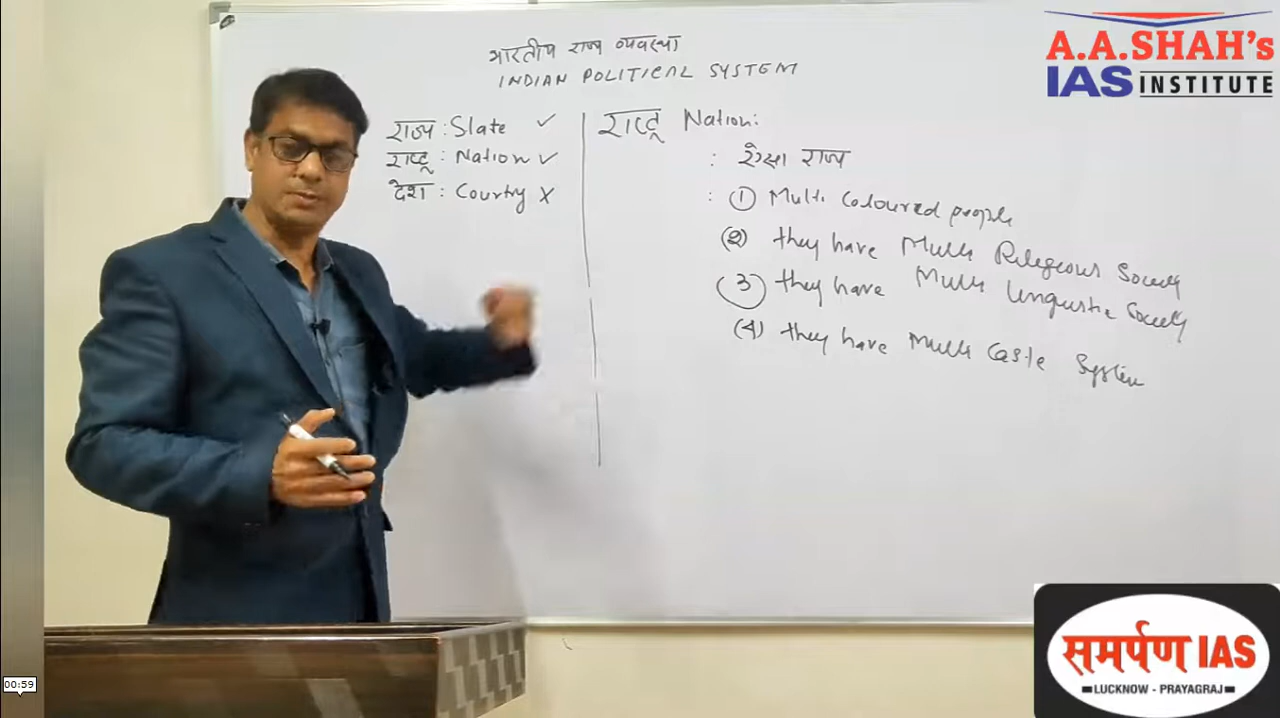 भारतीय राज्य व्यवस्था
INDIAN POLITICAL SYSTEM
राज्य : State ✓
राष्ट्र : Nation ✓
देश : Country X
राष्ट्र Nation:
: ऐसा राज्य
: ① Multi Coloured people
(2) they have Multi Religious Society
③ they have Multi linguistic Society
(4) they have Multi Caste System
A.A.SHAH's
IAS INSTITUTE
समर्पण IAS
LUCKNOW - PRAYAGRAJ
00:59